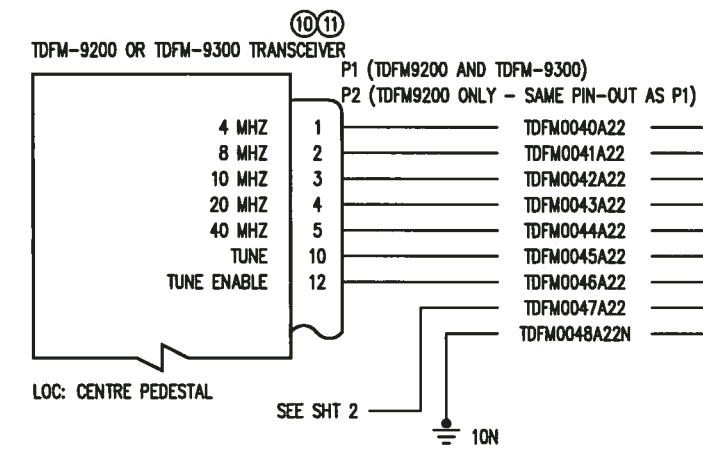 10 11
TDFM-9200 OR TDFM-9300 TRANSCEIVER
P1 (TDFM9200 AND TDFM-9300)
P2 (TDFM9200 ONLY - SAME PIN-OUT AS P1)
4 MHZ 1 TDFM0040A22
8 MHZ 2 TDFM0041A22
10 MHZ 3 TDFM0042A22
20 MHZ 4 TDFM0043A22
40 MHZ 5 TDFM0044A22
TUNE 10 TDFM0045A22
TUNE ENABLE 12 TDFM0046A22
TDFM0047A22
TDFM0048A22N
LOC: CENTRE PEDESTAL
SEE SHT 2
10N